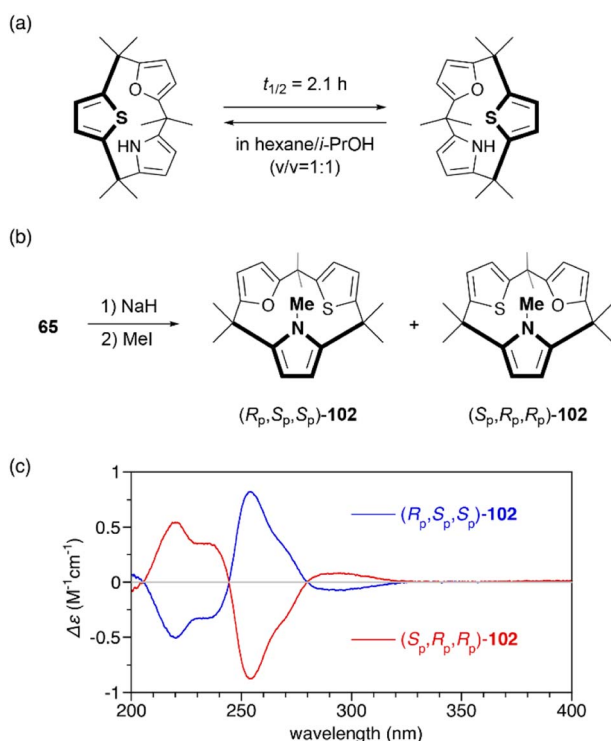 (a)
O
S
HN
t1/2 = 2.1 h
in hexane/i-PrOH
(v/v=1:1)
O
S
NH
(b)
65
1) NaH
2) MeI
O
S
Me
N
(Rp,Sp,Sp)-102
+
S
O
Me
N
(Sp,Rp,Rp)-102
(c)
1
0.5
0
-0.5
-1
Δε (M⁻¹cm⁻¹)
(Rp,Sp,Sp)-102
(Sp,Rp,Rp)-102
200 250 300 350 400
wavelength (nm)